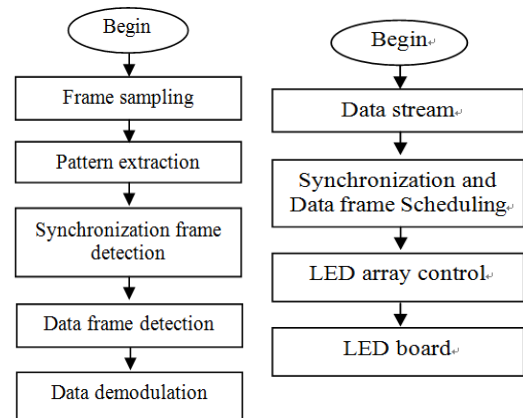 Begin
Frame sampling
Pattern extraction
Synchronization frame
detection
Data frame detection
Data demodulation
Begin
Data stream
Synchronization and
Data frame Scheduling
LED array control
LED board